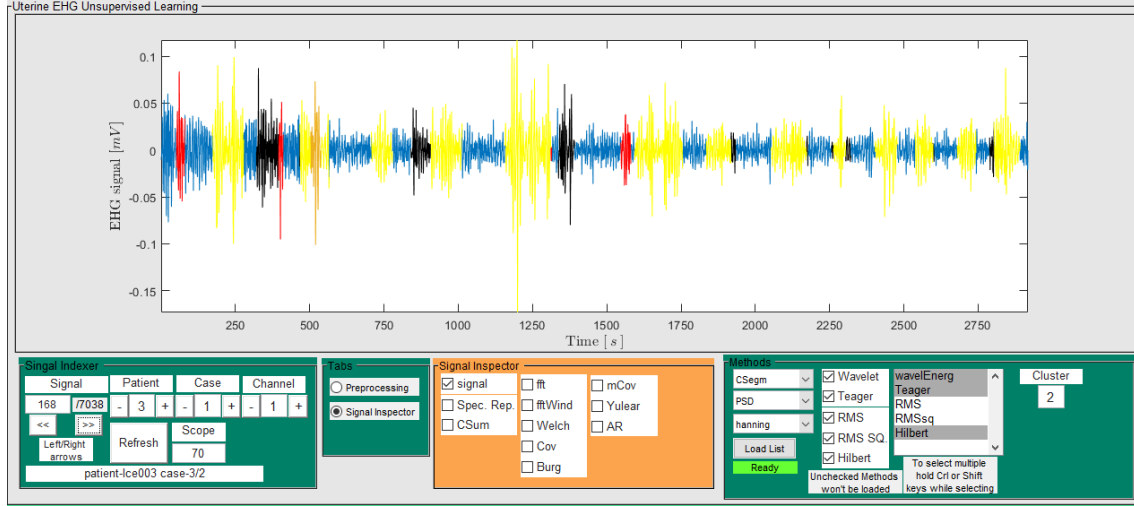 Uterine EHG Unsupervised Learning
0.1
0.05
0
-0.05
-0.1
-0.15
EHG signal [mV]
250 500 750 1000 1250 1500 1750 2000 2250 2500 2750
Time [s]
Singal Indexer
Signal Patient Case Channel
168 /7038 - 3 + - 1 + - 1 +
<< >>
Left/Right
arrows
Refresh
Scope
70
patient-Ice003 case-3/2
Tabs
Preprocessing
Signal Inspector
Signal Inspector
signal
Spec. Rep.
CSum
fft
fftWind
Welch
Cov
Burg
mCov
Yulear
AR
Methods
CSegm
PSD
hanning
Load List
Ready
Wavelet
Teager
RMS
RMS SQ.
Hilbert
Unchecked Methods
won't be loaded
wavelEnerg
Teager
RMS
RMSsq
Hilbert
To select multiple
hold Crl or Shift
keys while selecting
Cluster
2